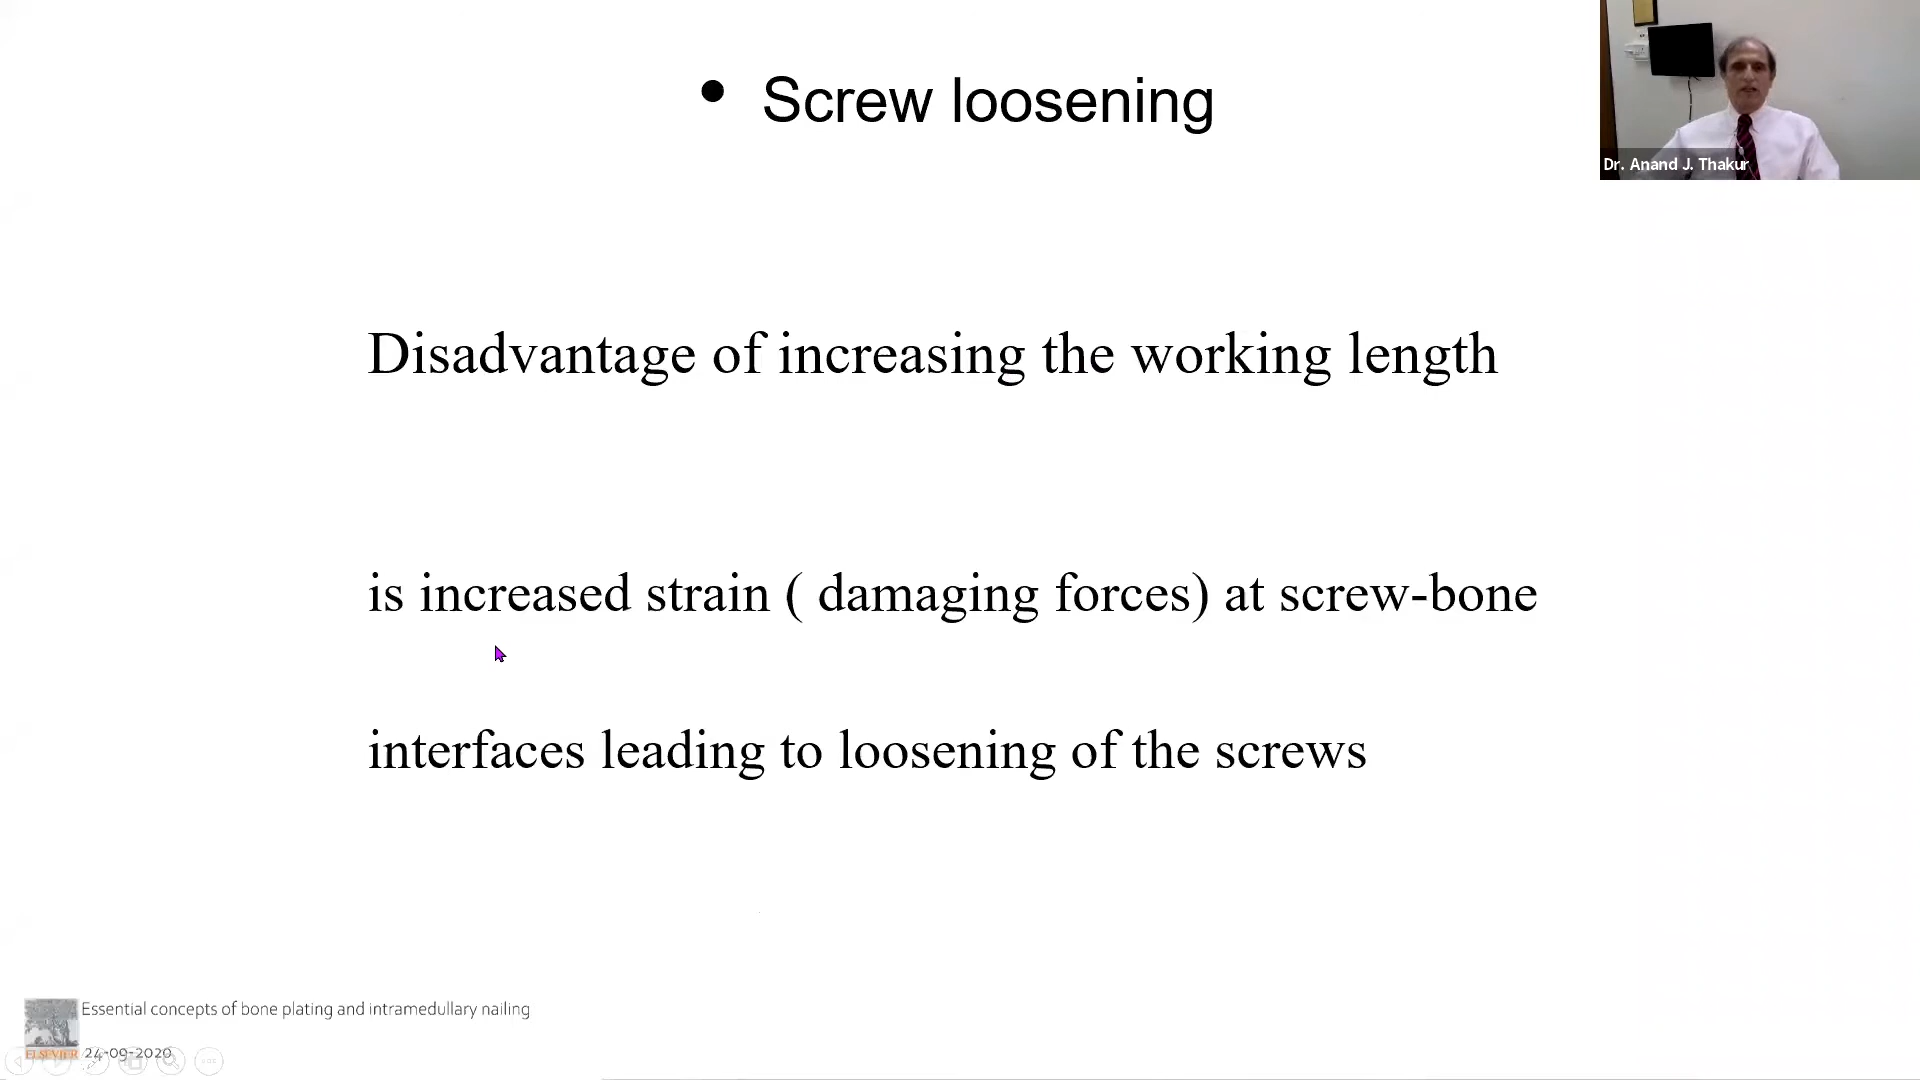 • Screw loosening
Dr. Anand J. Thakur
Disadvantage of increasing the working length
is increased strain ( damaging forces) at screw-bone
interfaces leading to loosening of the screws
Essential concepts of bone plating and intramedullary nailing
ELSEVIER
24-09-2020